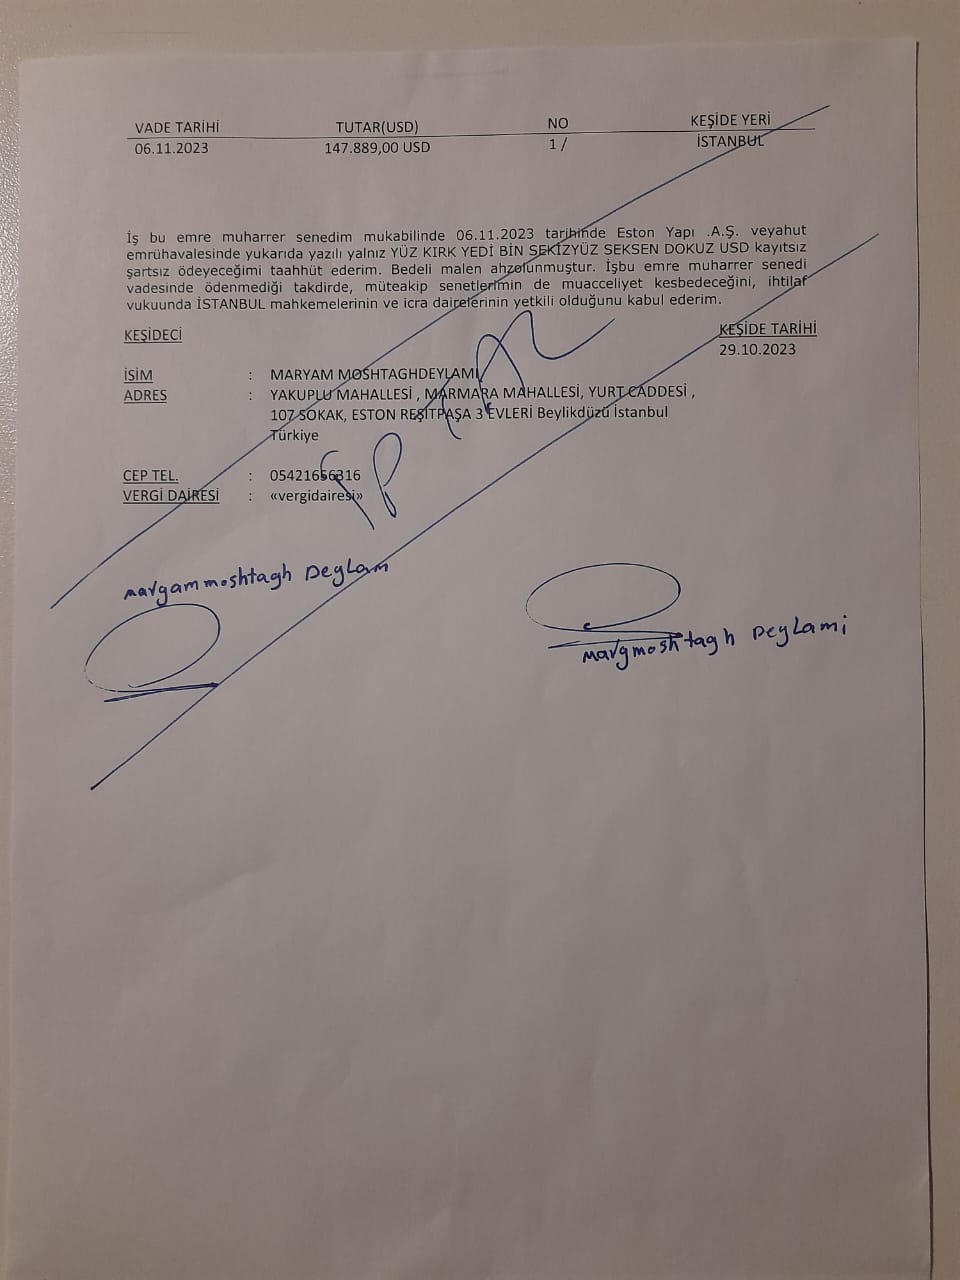 VADE TARİHİ TUTAR(USD) NO KEŞİDE YERİ
06.11.2023 147.889,00 USD 1 / İSTANBUL
İş bu emre muharrer senedim mukabilinde 06.11.2023 tarihinde Eston Yapı .A.Ş. veyahut
emrühavalesinde yukarıda yazılı yalnız YÜZ KIRK YEDİ BİN SEKİZYÜZ SEKSEN DOKUZ USD kayıtsız
şartsız ödeyeceğimi taahhüt ederim. Bedeli malen ahzolunmuştur. İşbu emre muharrer senedi
vadesinde ödenmediği takdirde, müteakip senetlerimin de muacceliyet kesbedeceğini, ihtilaf
vukuunda İSTANBUL mahkemelerinin ve icra dairelerinin yetkili olduğunu kabul ederim.
KEŞİDECİ KEŞİDE TARİHİ
29.10.2023
İSİM : MARYAM MOSHTAGHDEYLAMI
ADRES : YAKUPLU MAHALLESİ , MARMARA MAHALLESİ, YURT CADDESİ ,
107 SOKAK, ESTON REŞİTPAŞA 3 EVLERİ Beylikdüzü İstanbul
Türkiye
CEP TEL. : 05421656316
VERGİ DAİRESİ : «vergidairesi»
İPTAL
maryam moshtagh DeyLam
marymoshtagh DeyLami